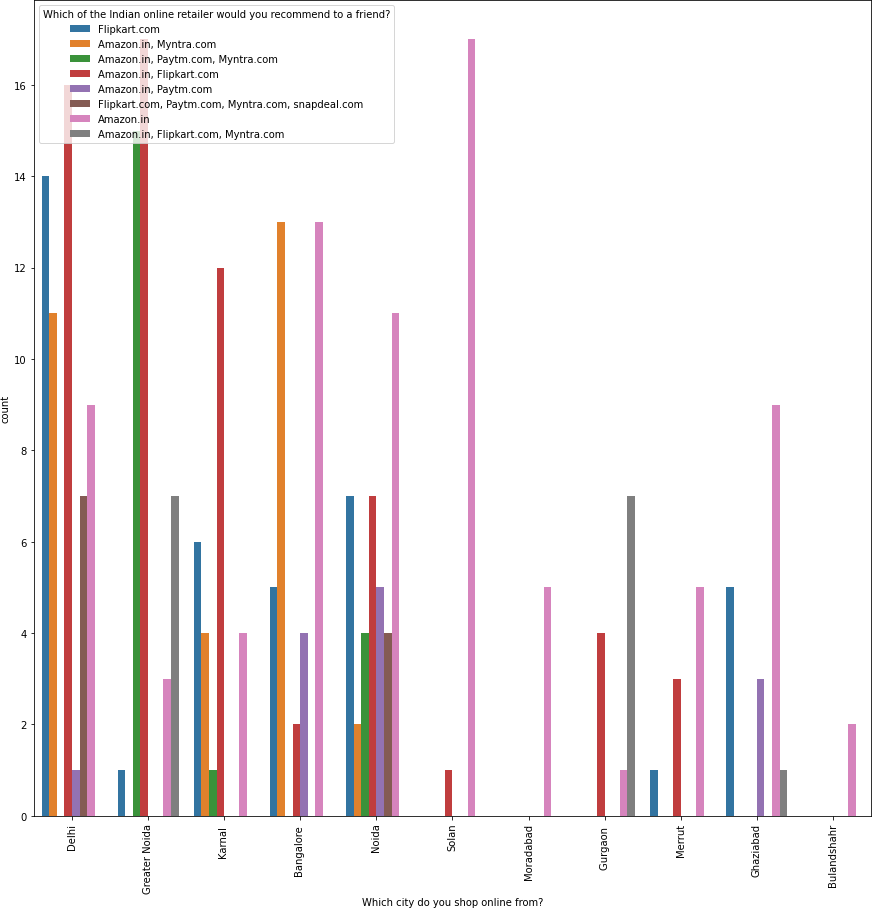 Which of the Indian online retailer would you recommend to a friend?
Flipkart.com
Amazon.in, Myntra.com
Amazon.in, Paytm.com, Myntra.com
Amazon.in, Flipkart.com
Amazon.in, Paytm.com
Flipkart.com, Paytm.com, Myntra.com, snapdeal.com
Amazon.in
Amazon.in, Flipkart.com, Myntra.com
16
14
12
10
8
6
4
2
0
count
Delhi
Greater Noida
Karnal
Bangalore
Noida
Solan
Moradabad
Gurgaon
Merrut
Ghaziabad
Bulandshahr
Which city do you shop online from?